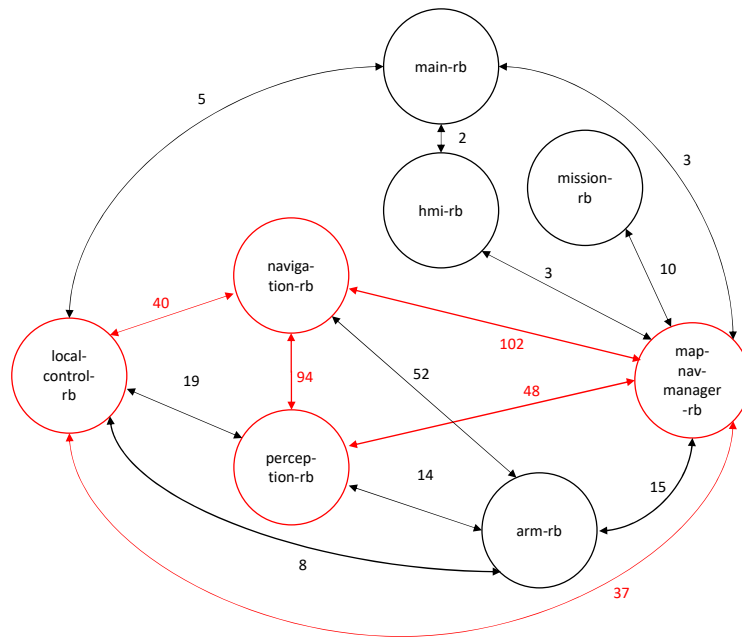 main-rb
5
2
3
mission-
rb
hmi-rb
naviga-
tion-rb
10
3
40
102
local-
control-
rb
map-
nav-
manager
-rb
94
52
19
48
percep-
tion-rb
14
15
arm-rb
8
37